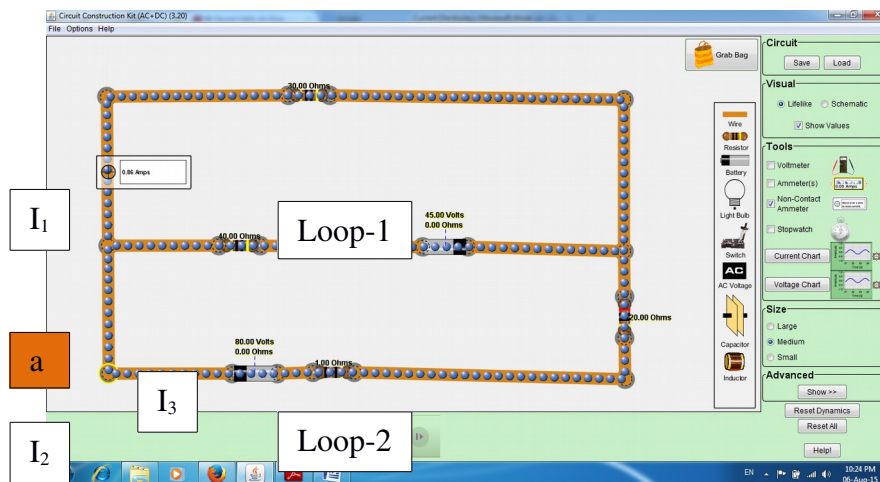 Circuit Construction Kit (AC+DC) (3.20)
File Options Help
Grab Bag
Circuit
Save Load
Visual
Lifelike Schematic
Show Values
Tools
Voltmeter
Ammeter(s)
Non-Contact
Ammeter
Stopwatch
Current Chart
Voltage Chart
Size
Large
Medium
Small
Advanced
Show >>
Reset Dynamics
Reset All
Help!
Wire
Resistor
Battery
Light Bulb
Switch
AC
AC Voltage
Capacitor
Inductor
30.00 Ohms
0.86 Amps
I₁
40.00 Ohms
Loop-1
45.00 Volts
0.00 Ohms
20.00 Ohms
80.00 Volts
0.00 Ohms
1.00 Ohms
a
I₃
Loop-2
I₂
EN
10:24 PM
06-Aug-15